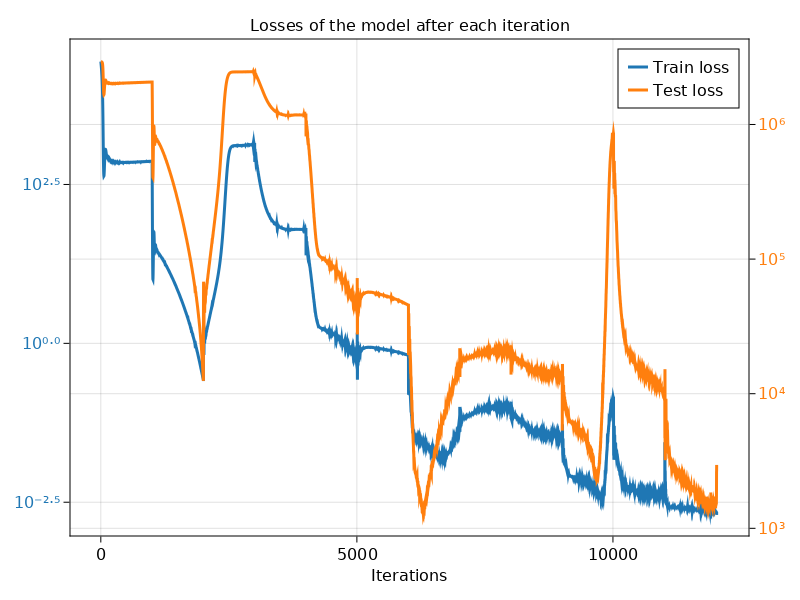 Losses of the model after each iteration
Train loss
Test loss
10²·⁵
10⁰·⁰
10⁻²·⁵
10⁶
10⁵
10⁴
10³
0
5000
10000
Iterations